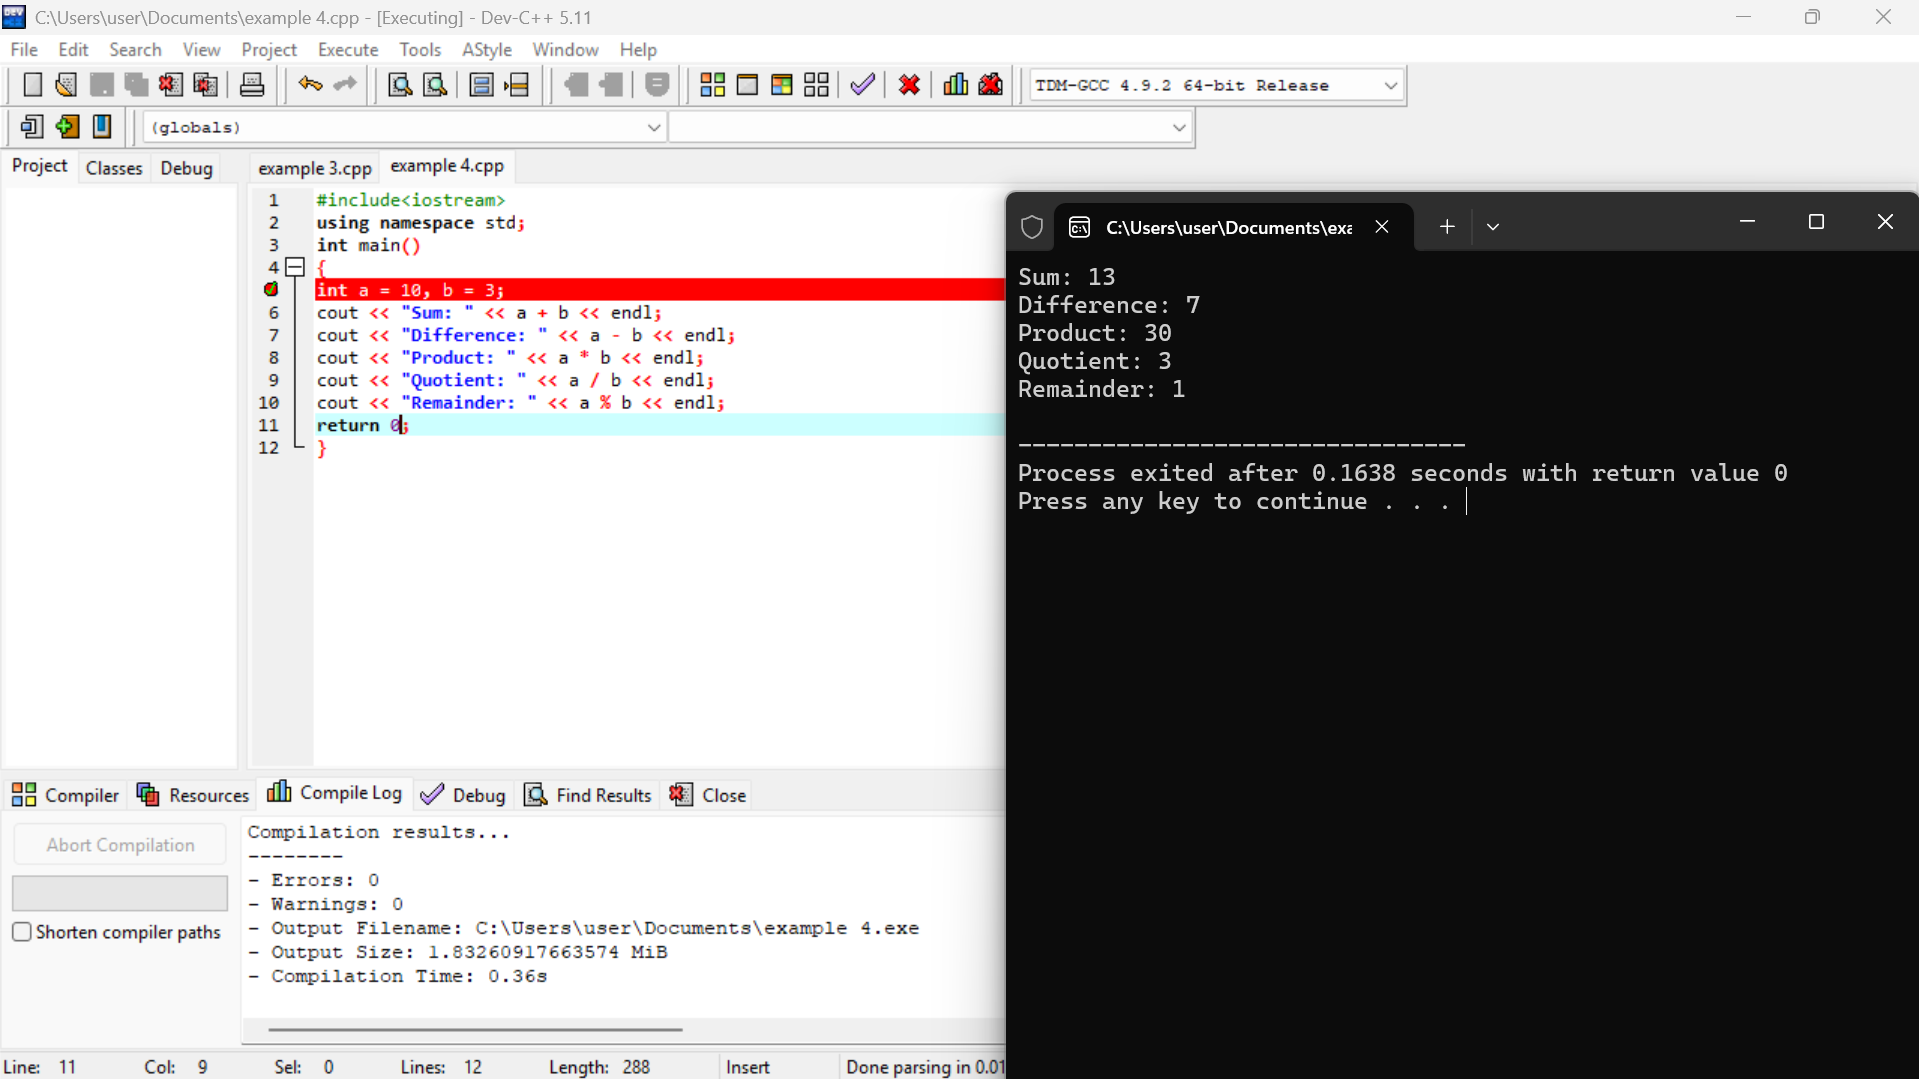 C:\Users\user\Documents\example 4.cpp - [Executing] - Dev-C++ 5.11
File Edit Search View Project Execute Tools AStyle Window Help
TDM-GCC 4.9.2 64-bit Release
(globals)
Project Classes Debug
example 3.cpp example 4.cpp
1 #include<iostream>
2 using namespace std;
3 int main()
4 {
int a = 10, b = 3;
6 cout << "Sum: " << a + b << endl;
7 cout << "Difference: " << a - b << endl;
8 cout << "Product: " << a * b << endl;
9 cout << "Quotient: " << a / b << endl;
10 cout << "Remainder: " << a % b << endl;
11 return 0;
12 }
C:\Users\user\Documents\exa
Sum: 13
Difference: 7
Product: 30
Quotient: 3
Remainder: 1
--------------------------------
Process exited after 0.1638 seconds with return value 0
Press any key to continue . . .
Compiler Resources Compile Log Debug Find Results Close
Abort Compilation
Shorten compiler paths
Compilation results...
--------
- Errors: 0
- Warnings: 0
- Output Filename: C:\Users\user\Documents\example 4.exe
- Output Size: 1.83260917663574 MiB
- Compilation Time: 0.36s
Line: 11 Col: 9 Sel: 0 Lines: 12 Length: 288 Insert Done parsing in 0.01